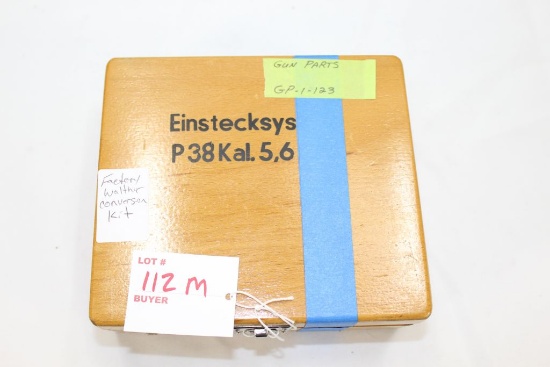 GUN PARTS
GP-1-123
Einstecksys
P38 Kal. 5,6
Factory
Walther
conversion
Kit
LOT #
112 M
BUYER